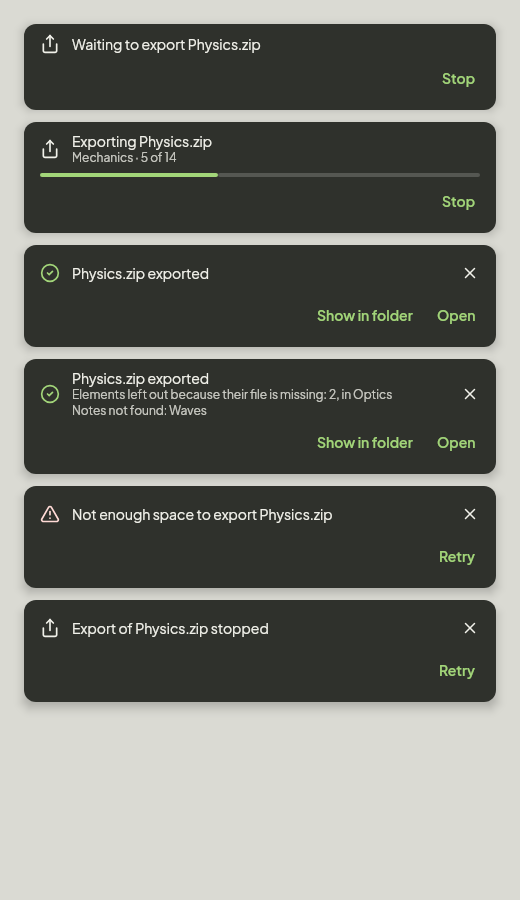 Waiting to export Physics.zip
Stop
Exporting Physics.zip
Mechanics · 5 of 14
Stop
Physics.zip exported
Show in folder Open
Physics.zip exported
Elements left out because their file is missing: 2, in Optics
Notes not found: Waves
Show in folder Open
Not enough space to export Physics.zip
Retry
Export of Physics.zip stopped
Retry